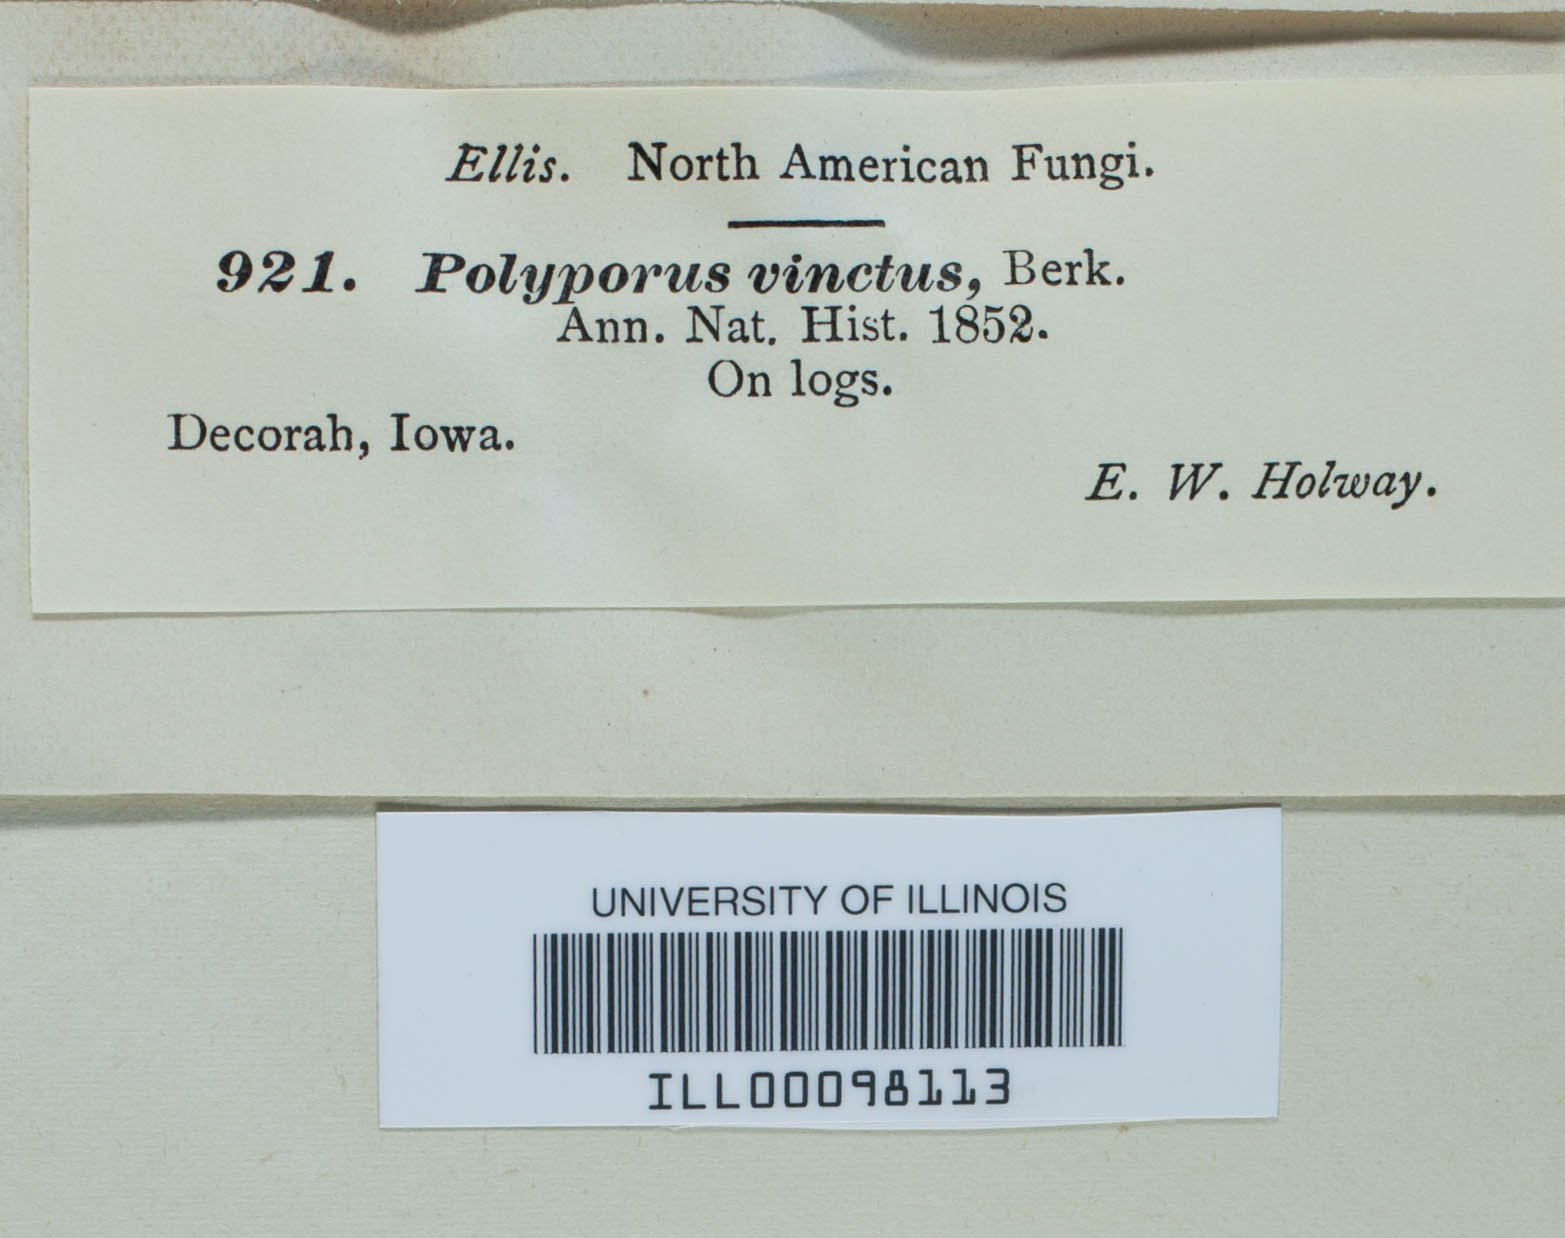 Ellis. North American Fungi.
921. Polyporus vinctus, Berk.
Ann. Nat. Hist. 1852.
On logs.
Decorah, Iowa.
E. W. Holway.
UNIVERSITY OF ILLINOIS
ILL00098113